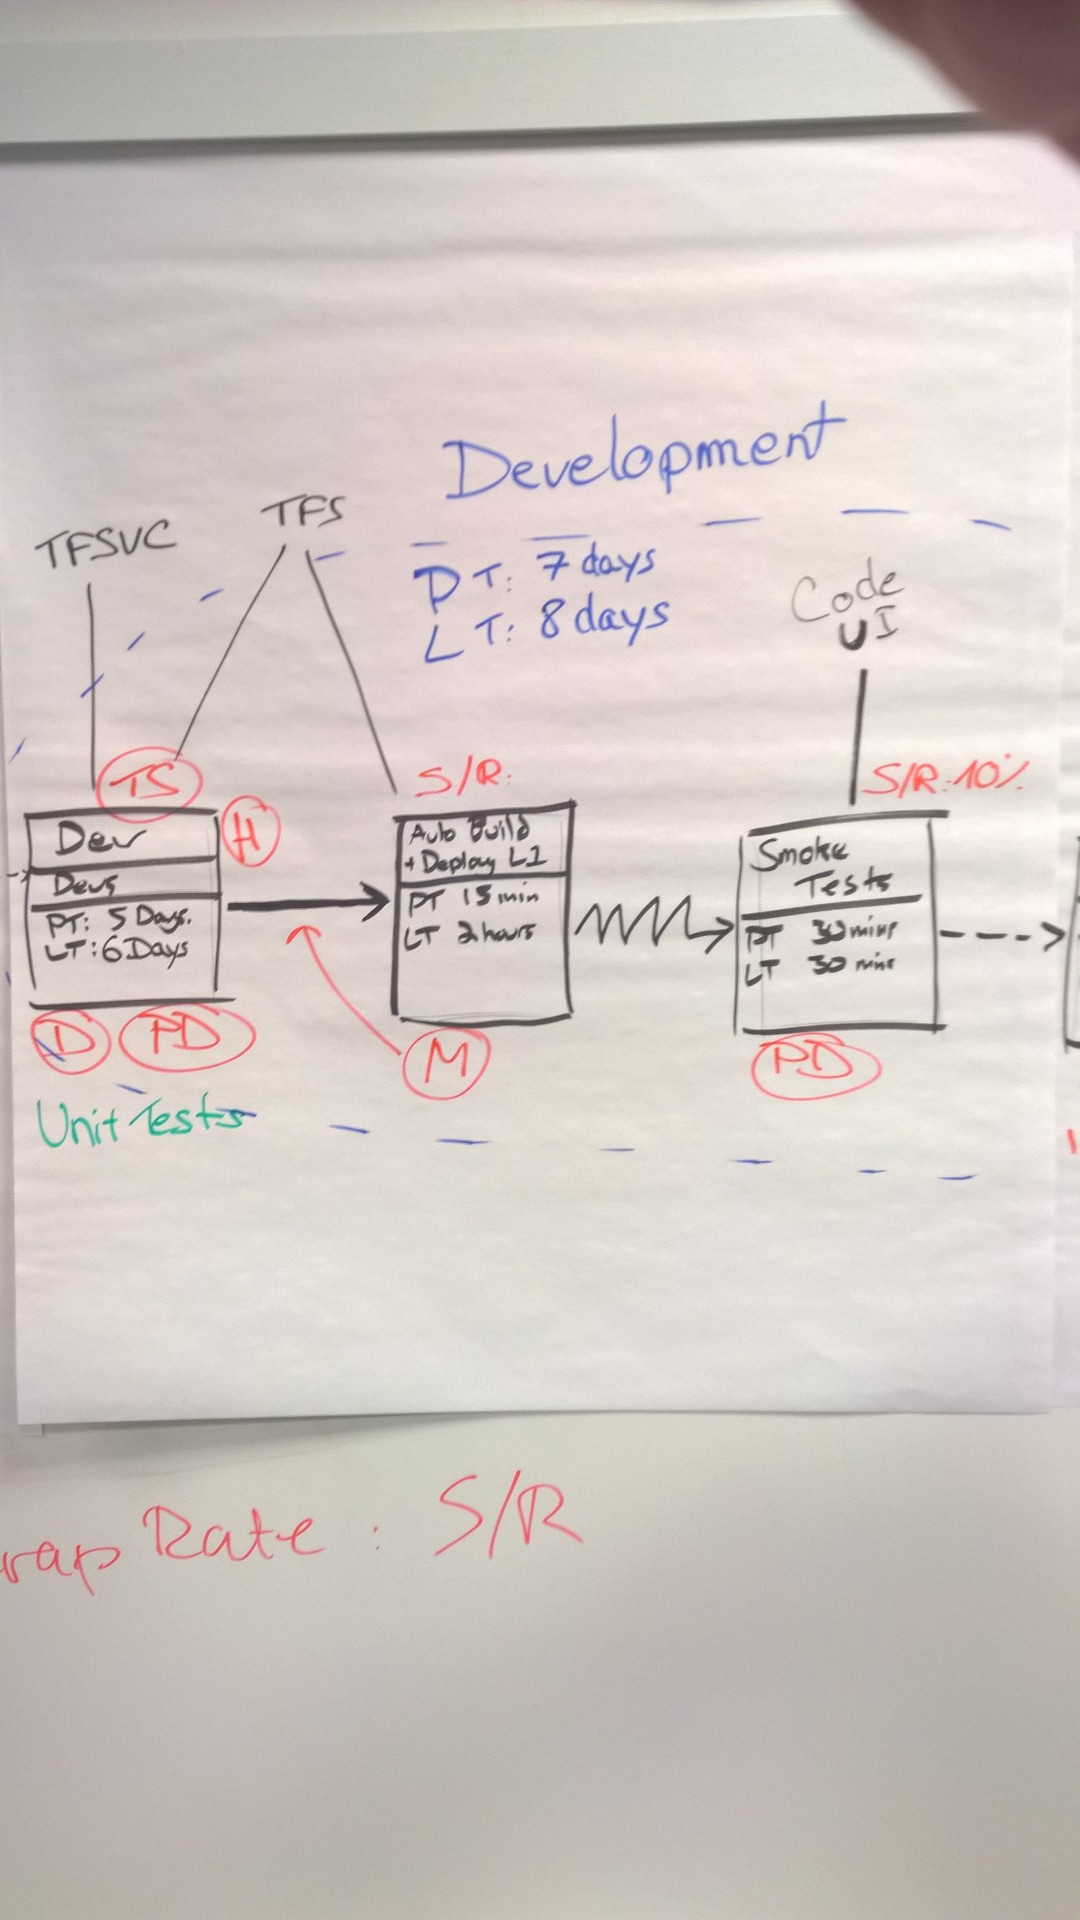 Development
TFSVC
TFS
PT: 7 days
LT: 8 days
Code
UI
TS
S/R:
S/R: 10%
H
Dev
Devs
PT: 5 Days.
LT: 6 Days
Auto Build
+ Deploy L1
PT 15 min
LT 2 hours
Smoke
Tests
PT 30 mins
LT 30 mins
D
PD
M
PD
Unit Tests
rap Rate : S/R